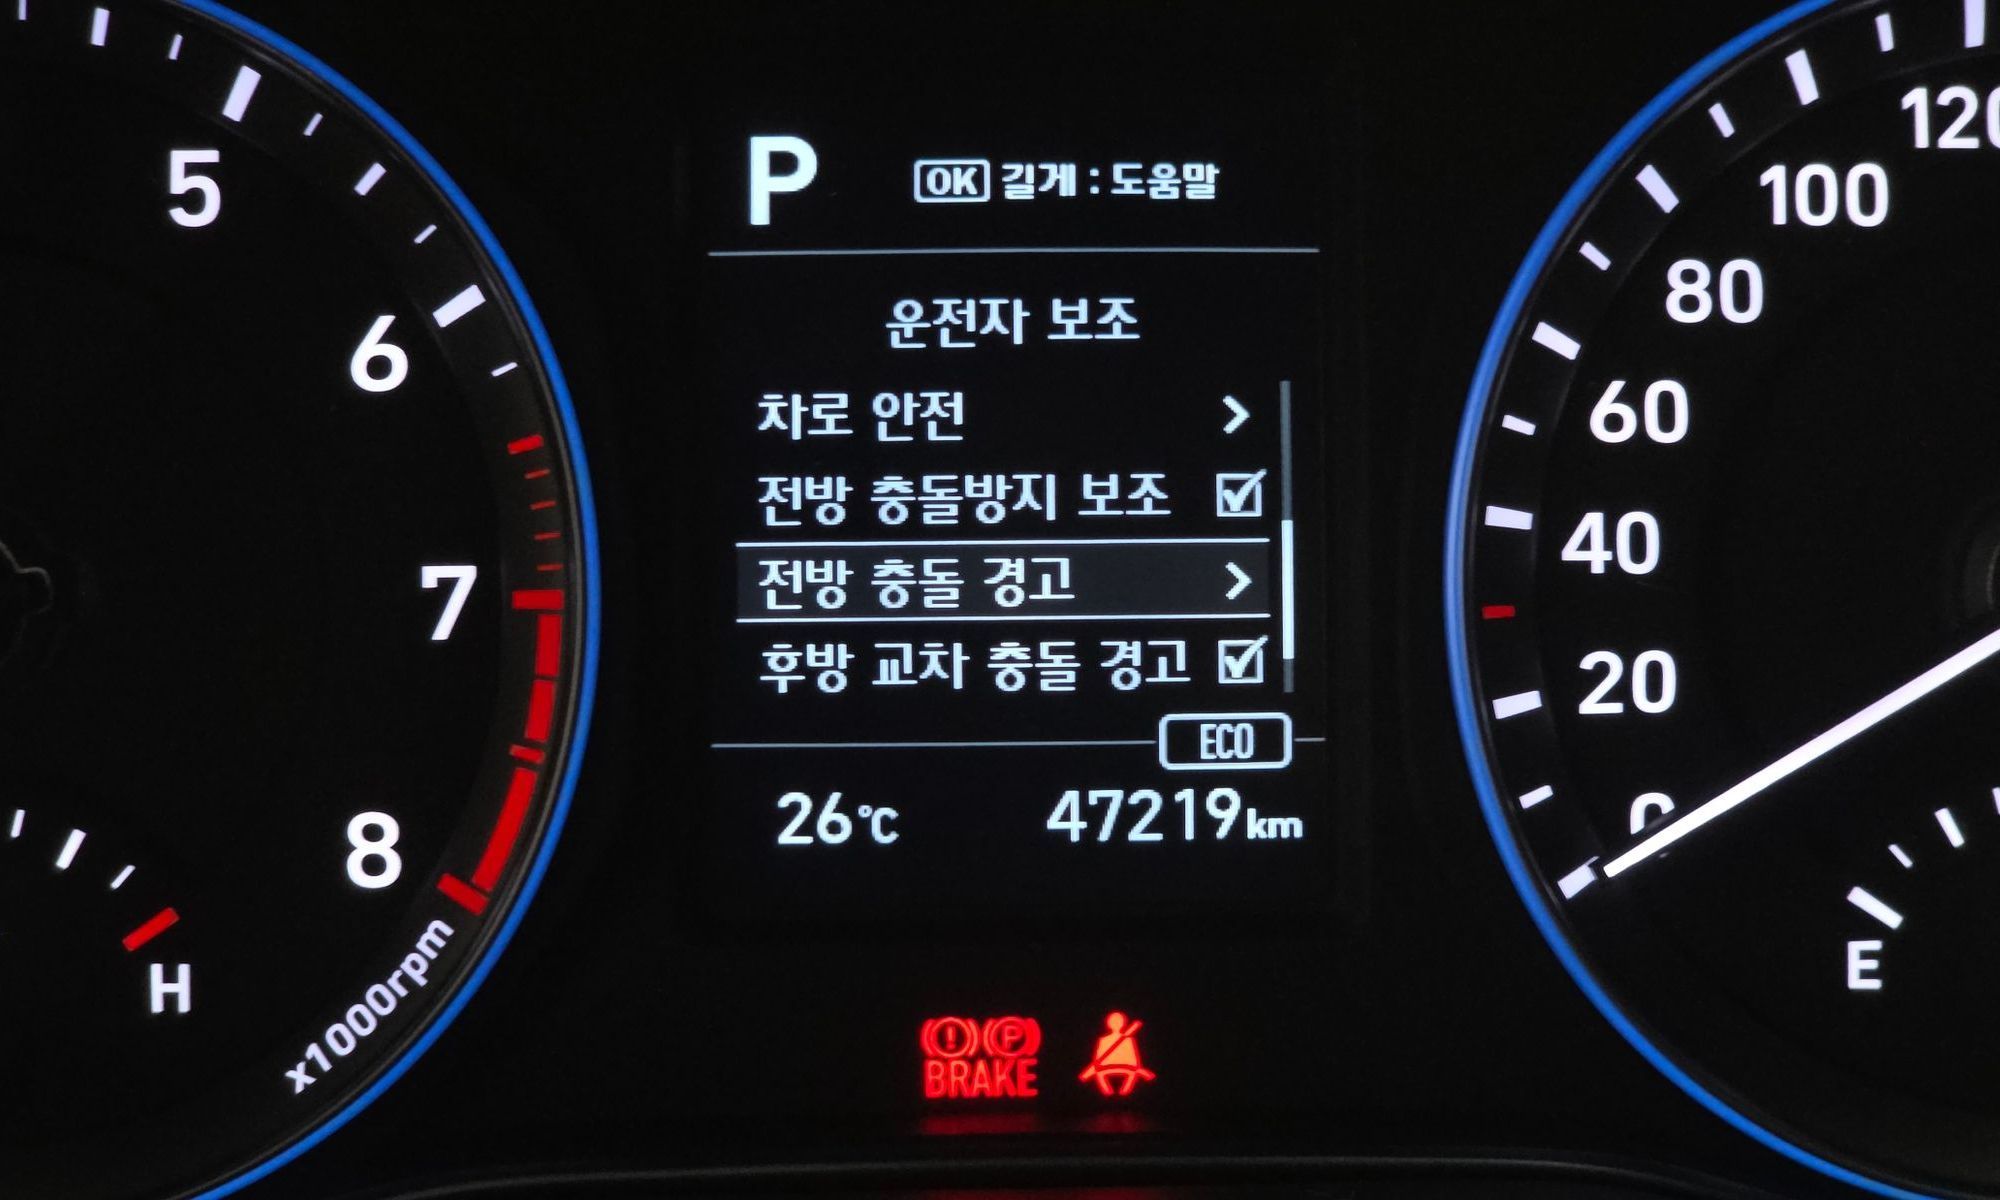 P
OK 길게 : 도움말
운전자 보조
차로 안전 >
전방 충돌방지 보조
전방 충돌 경고 >
후방 교차 충돌 경고
ECO
26℃ 47219km
BRAKE
5
6
7
8
x1000rpm
H
120
100
80
60
40
20
0
E